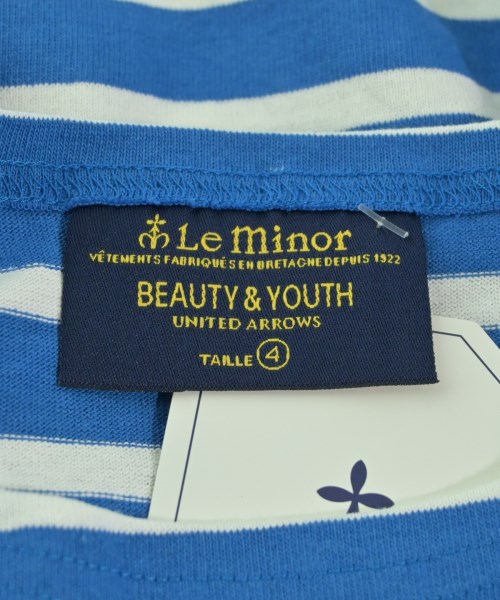 Le Minor
VÊTEMENTS FABRIQUÉS EN BRETAGNE DEPUIS 1922
BEAUTY & YOUTH
UNITED ARROWS
TAILLE 4